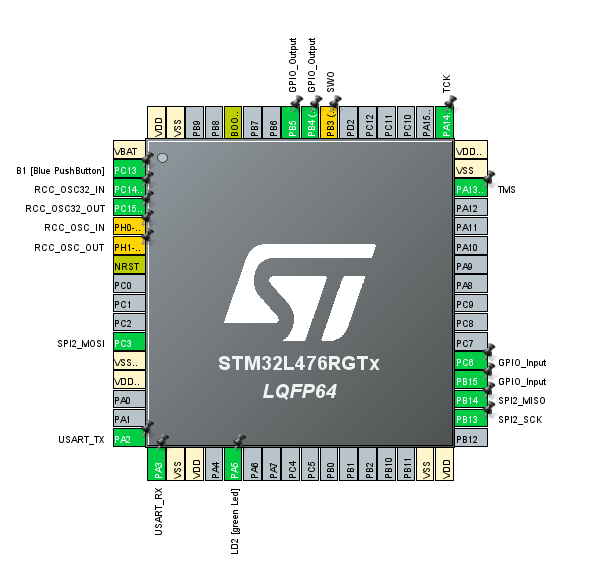 GPIO_Output
GPIO_Output
SWO
TCK
VDD
VSS
PB9
PB8
BOO..
PB7
PB6
PB5
PB4 (..
PB3 (..
PD2
PC12
PC11
PC10
PA15..
PA14..
VBAT
B1 [Blue PushButton] PC13
RCC_OSC32_IN PC14..
RCC_OSC32_OUT PC15..
RCC_OSC_IN PH0-..
RCC_OSC_OUT PH1-..
NRST
PC0
PC1
PC2
SPI2_MOSI PC3
VSS..
VDD..
PA0
PA1
USART_TX PA2
STM32L476RGTx
LQFP64
VDD..
VSS
PA13.. TMS
PA12
PA11
PA10
PA9
PA8
PC9
PC8
PC7
PC6 GPIO_Input
PB15 GPIO_Input
PB14 SPI2_MISO
PB13 SPI2_SCK
PB12
PA3
VSS
VDD
PA4
PA5
PA6
PA7
PC4
PC5
PB0
PB1
PB2
PB10
PB11
VSS
VDD
USART_RX
LD2 [green Led]